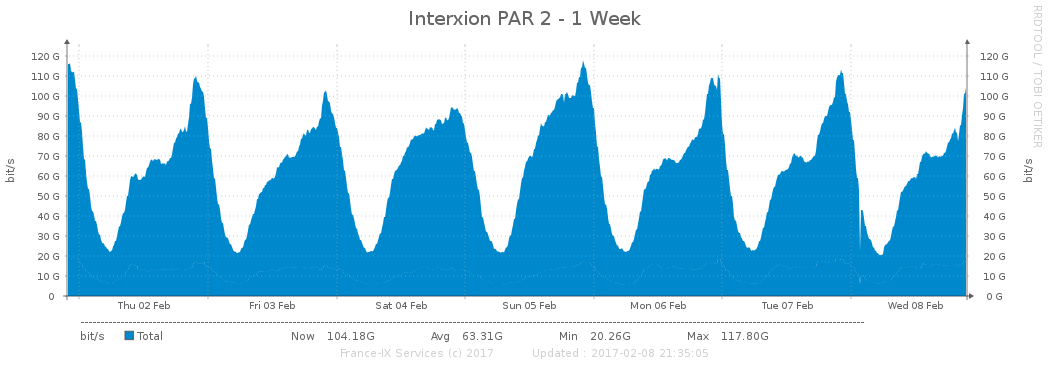 Interxion PAR 2 - 1 Week
RRDTOOL / TOBI OETIKER
bit/s
120 G 120 G
110 G 110 G
100 G 100 G
90 G 90 G
80 G 80 G
70 G 70 G
60 G 60 G
50 G 50 G
40 G 40 G
30 G 30 G
20 G 20 G
10 G 10 G
0 0 G
bit/s
Thu 02 Feb Fri 03 Feb Sat 04 Feb Sun 05 Feb Mon 06 Feb Tue 07 Feb Wed 08 Feb
bit/s Total Now 104.18G Avg 63.31G Min 20.26G Max 117.80G
France-IX Services (c) 2017 Updated : 2017-02-08 21:35:05